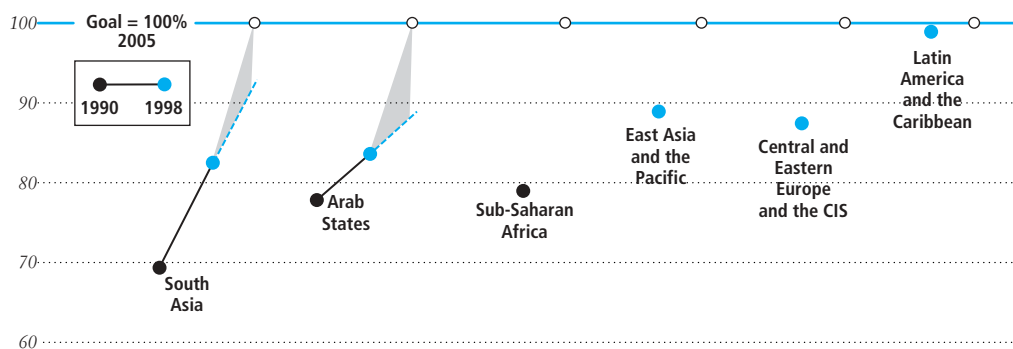 100
Goal = 100%
2005
1990 1998
90
80
70
60
South
Asia
Arab
States
Sub-Saharan
Africa
East Asia
and the
Pacific
Central and
Eastern
Europe
and the CIS
Latin
America
and the
Caribbean